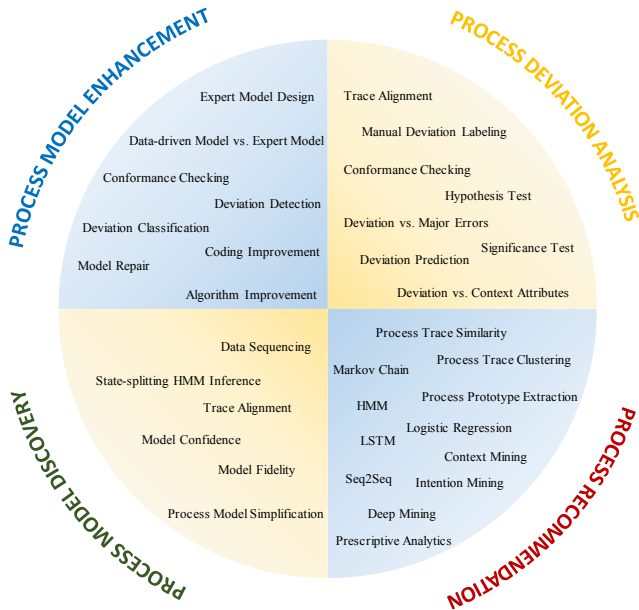 PROCESS MODEL ENHANCEMENT
Expert Model Design
Data-driven Model vs. Expert Model
Conformance Checking
Deviation Detection
Deviation Classification
Coding Improvement
Model Repair
Algorithm Improvement
PROCESS DEVIATION ANALYSIS
Trace Alignment
Manual Deviation Labeling
Conformance Checking
Hypothesis Test
Deviation vs. Major Errors
Significance Test
Deviation Prediction
Deviation vs. Context Attributes
PROCESS MODEL DISCOVERY
Data Sequencing
State-splitting HMM Inference
Trace Alignment
Model Confidence
Model Fidelity
Process Model Simplification
PROCESS RECOMMENDATION
Process Trace Similarity
Process Trace Clustering
Markov Chain
Process Prototype Extraction
HMM
Logistic Regression
LSTM
Context Mining
Seq2Seq
Intention Mining
Deep Mining
Prescriptive Analytics